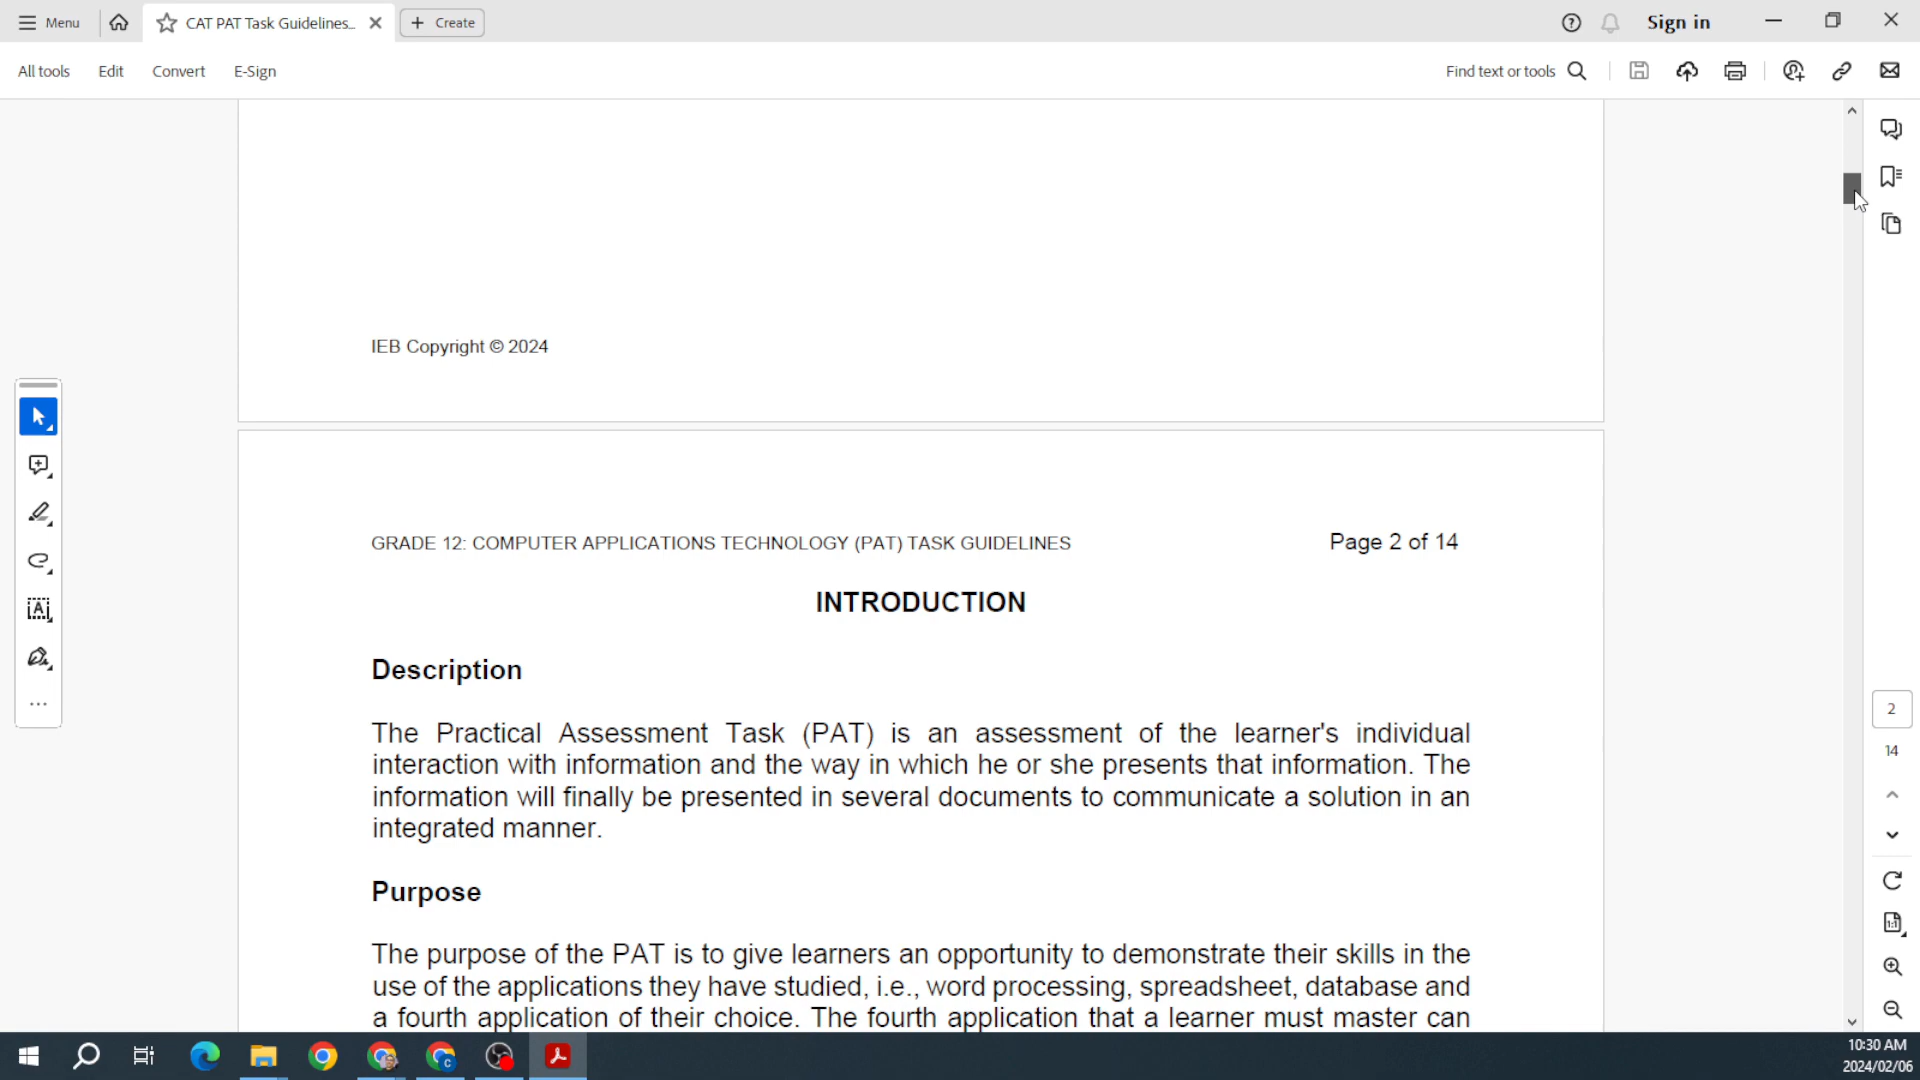 Menu
CAT PAT Task Guidelines...
Create
Sign in
All tools
Edit
Convert
E-Sign
Find text or tools
IEB Copyright © 2024
GRADE 12: COMPUTER APPLICATIONS TECHNOLOGY (PAT) TASK GUIDELINES
Page 2 of 14
INTRODUCTION
Description
The Practical Assessment Task (PAT) is an assessment of the learner's individual
interaction with information and the way in which he or she presents that information. The
information will finally be presented in several documents to communicate a solution in an
integrated manner.
Purpose
The purpose of the PAT is to give learners an opportunity to demonstrate their skills in the
use of the applications they have studied, i.e., word processing, spreadsheet, database and
a fourth application of their choice. The fourth application that a learner must master can
2
14
10:30 AM
2024/02/06